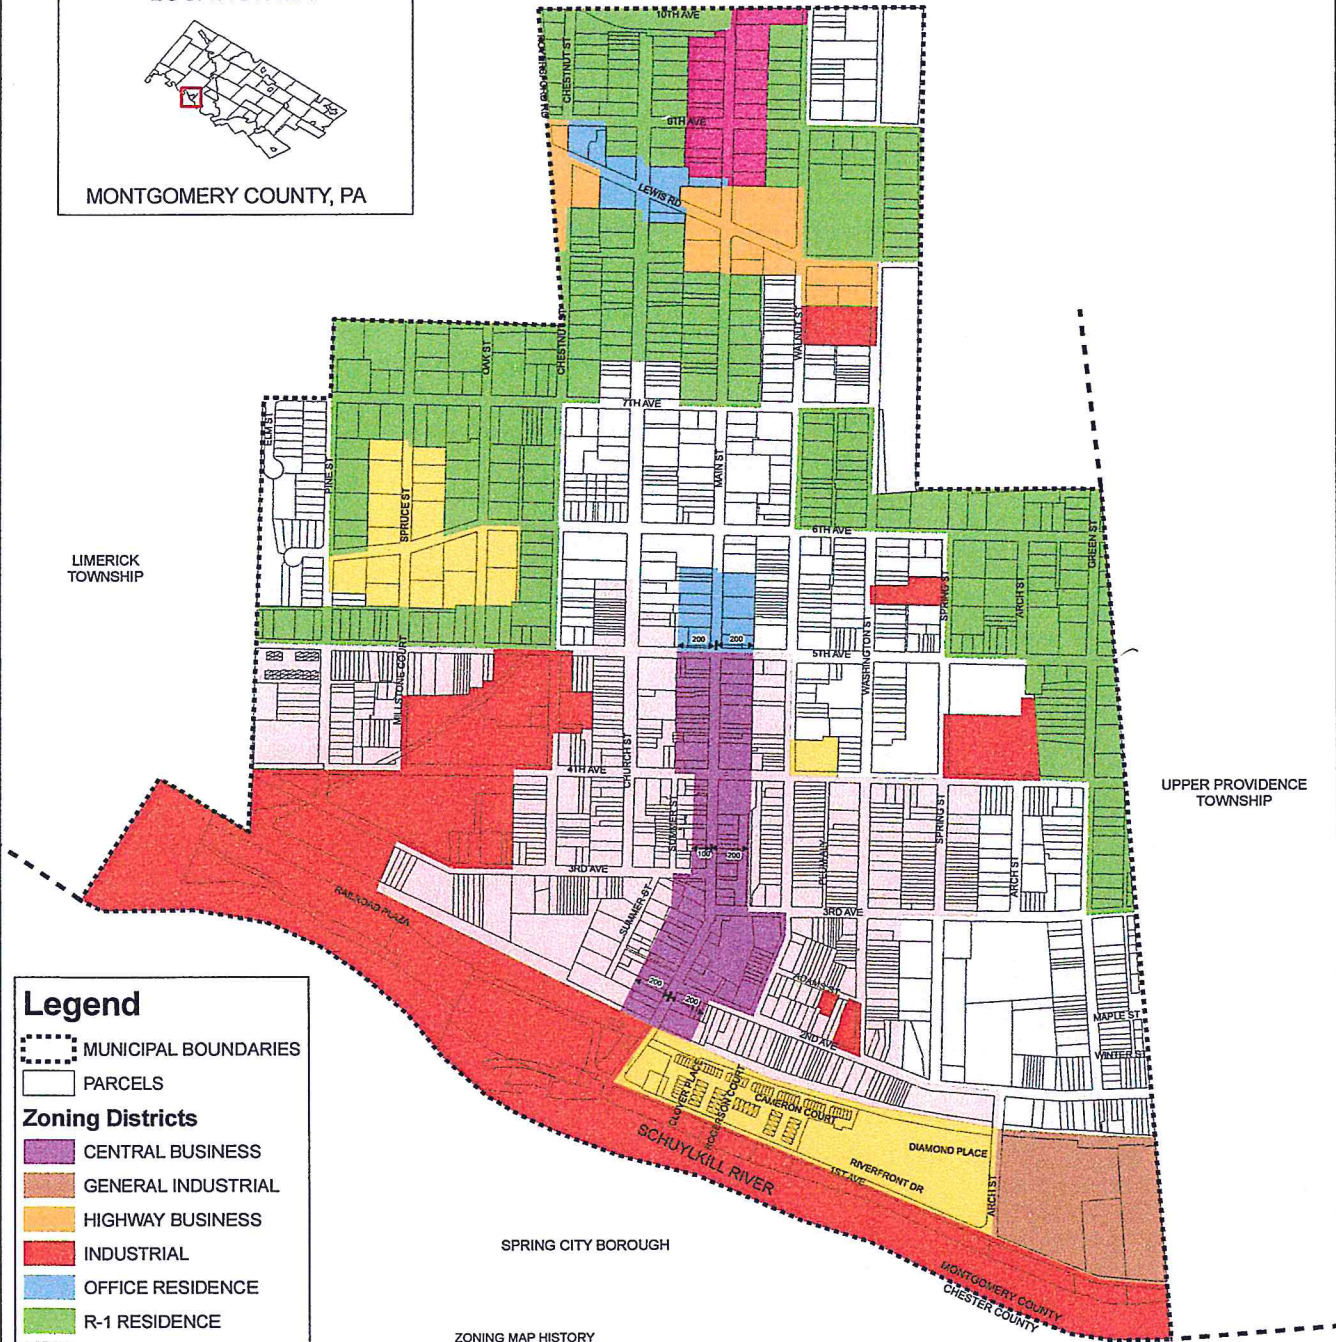 MONTGOMERY COUNTY, PA
10TH AVE
CHESTNUT ST
9TH AVE
LEWIS RD
WALNUT ST
OAK ST
7TH AVE
ELM ST
PINE ST
SPRUCE ST
MAIN ST
6TH AVE
GREEN ST
LIMERICK
TOWNSHIP
SPRING ST
ARCH ST
200
200
5TH AVE
WASHINGTON ST
MILLSTONE COURT
CHURCH ST
4TH AVE
UPPER PROVIDENCE
TOWNSHIP
SUMMER ST
SPRING ST
100
200
3RD AVE
ARCH ST
RAILROAD PLAZA
SUMMER ST
3RD AVE
200
200
ADAMS ST
2ND AVE
MAPLE ST
WINTER ST
CLOVER PLACE
CAMERON COURT
DIAMOND PLACE
RIVERFRONT DR
1ST AVE
ARCH ST
SCHUYLKILL RIVER
SPRING CITY BOROUGH
MONTGOMERY COUNTY
CHESTER COUNTY
Legend
MUNICIPAL BOUNDARIES
PARCELS
Zoning Districts
CENTRAL BUSINESS
GENERAL INDUSTRIAL
HIGHWAY BUSINESS
INDUSTRIAL
OFFICE RESIDENCE
R-1 RESIDENCE
ZONING MAP HISTORY